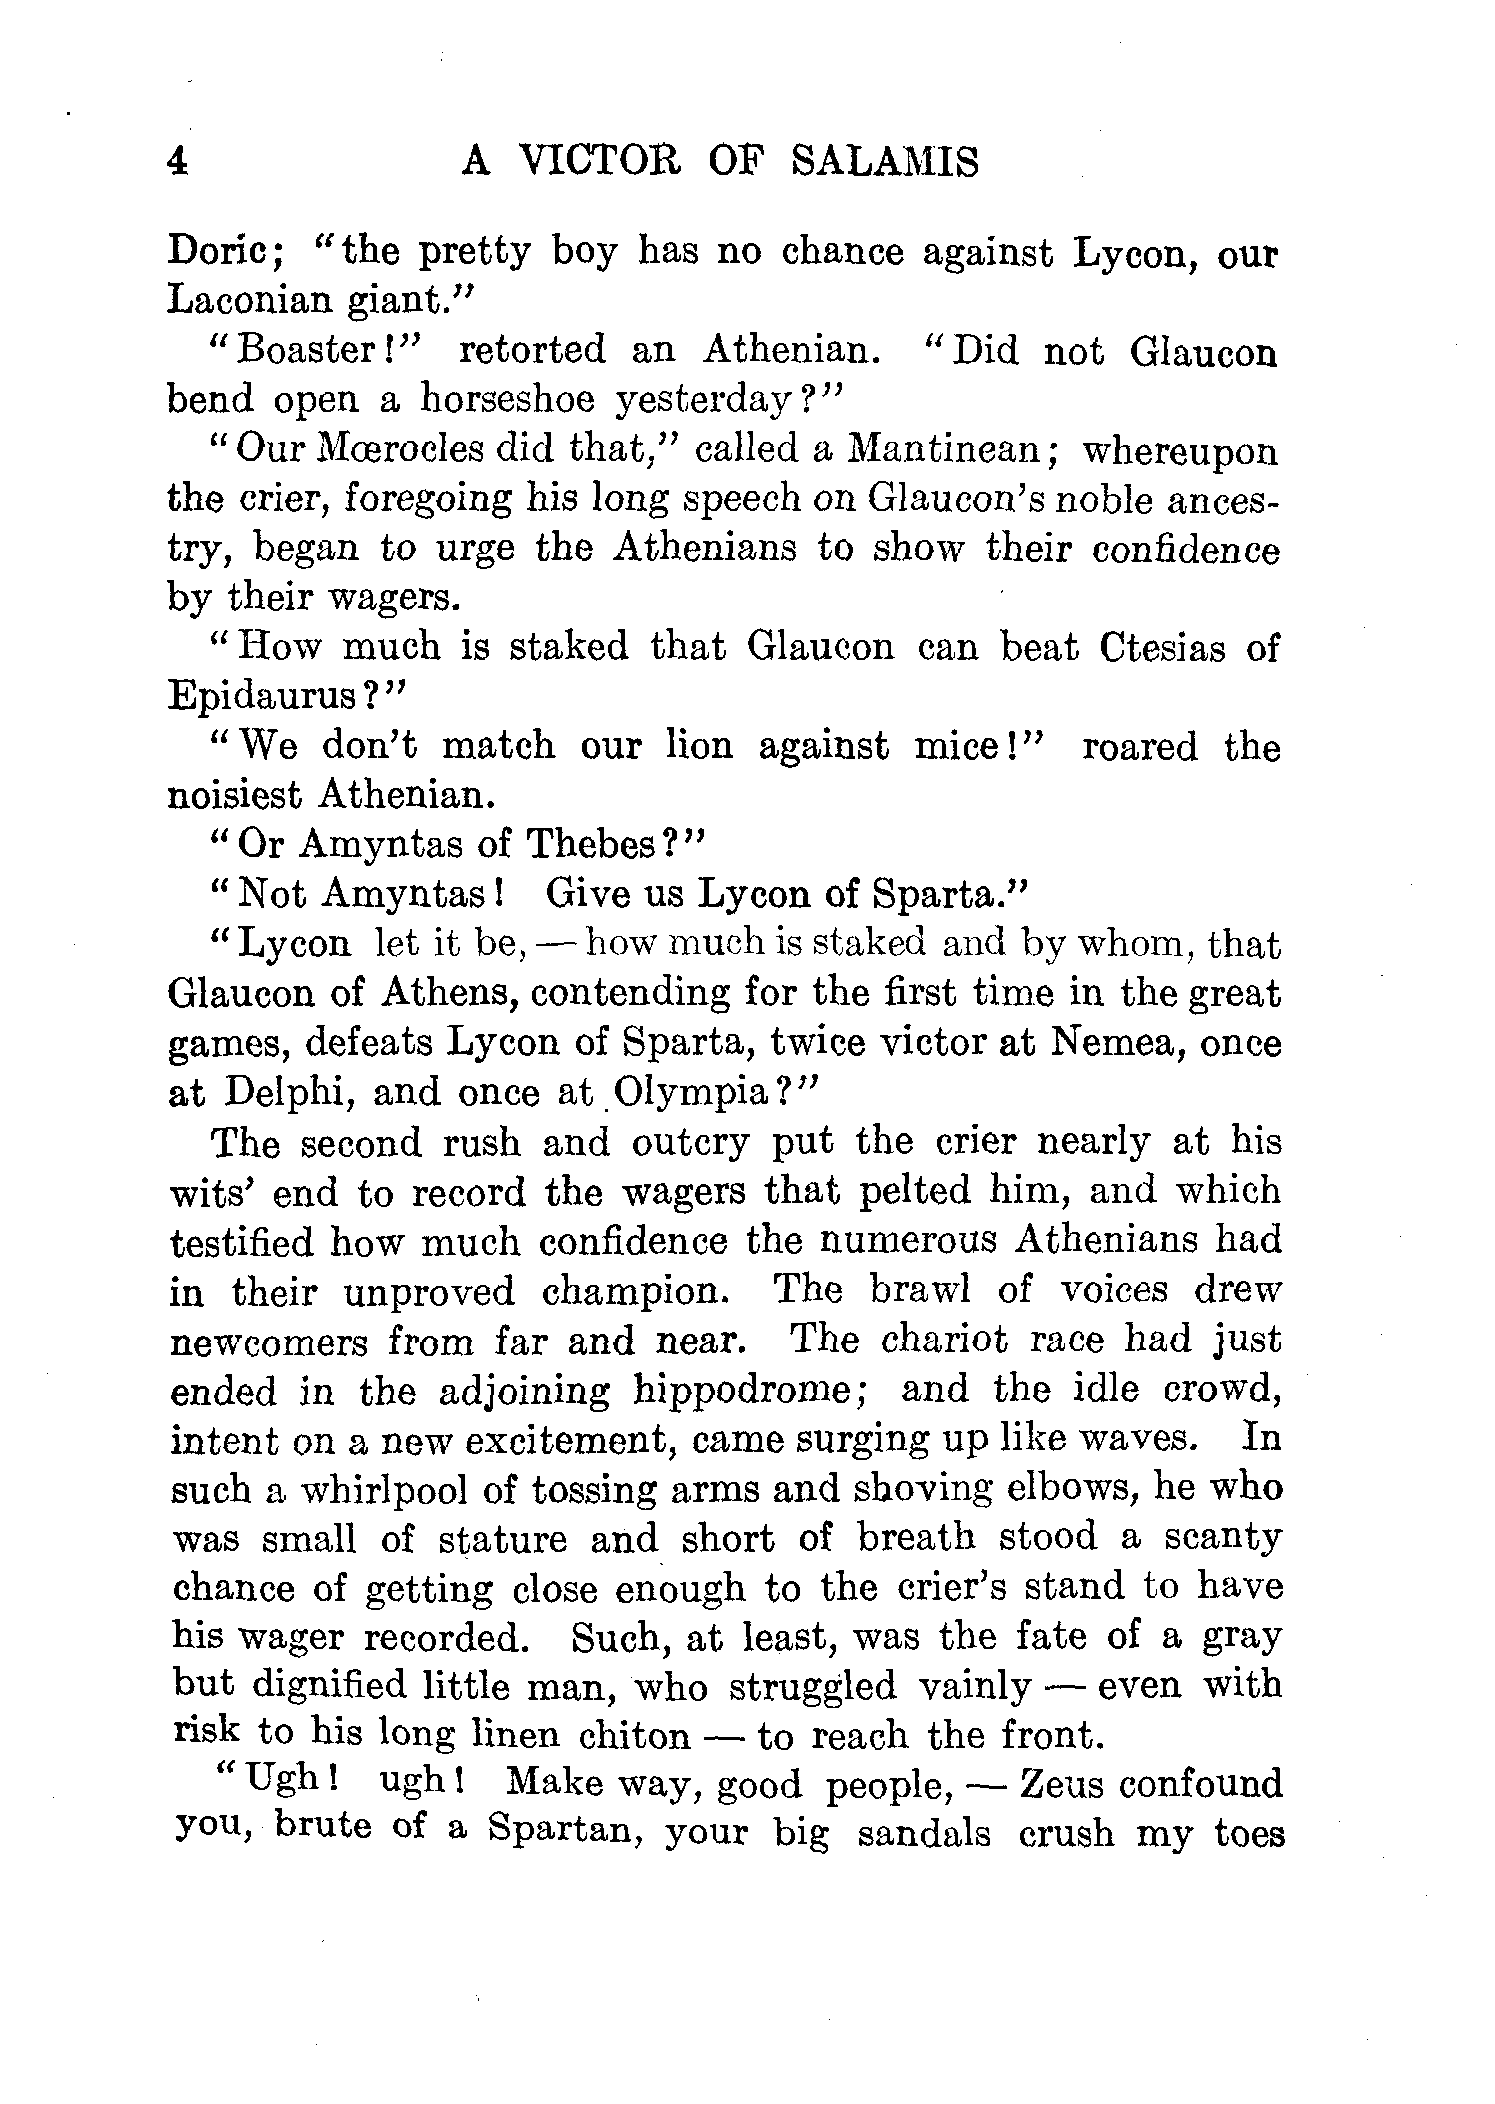 4 A VICTOR OF SALAMIS
Doric; "the pretty boy has no chance against Lycon, our
Laconian giant."
"Boaster!" retorted an Athenian. "Did not Glaucon
bend open a horseshoe yesterday?"
"Our Mœrocles did that," called a Mantinean; whereupon
the crier, foregoing his long speech on Glaucon's noble ances-
try, began to urge the Athenians to show their confidence
by their wagers.
"How much is staked that Glaucon can beat Ctesias of
Epidaurus?"
"We don't match our lion against mice!" roared the
noisiest Athenian.
"Or Amyntas of Thebes?"
"Not Amyntas! Give us Lycon of Sparta."
"Lycon let it be, — how much is staked and by whom, that
Glaucon of Athens, contending for the first time in the great
games, defeats Lycon of Sparta, twice victor at Nemea, once
at Delphi, and once at Olympia?"
The second rush and outcry put the crier nearly at his
wits' end to record the wagers that pelted him, and which
testified how much confidence the numerous Athenians had
in their unproved champion. The brawl of voices drew
newcomers from far and near. The chariot race had just
ended in the adjoining hippodrome; and the idle crowd,
intent on a new excitement, came surging up like waves. In
such a whirlpool of tossing arms and shoving elbows, he who
was small of stature and short of breath stood a scanty
chance of getting close enough to the crier's stand to have
his wager recorded. Such, at least, was the fate of a gray
but dignified little man, who struggled vainly — even with
risk to his long linen chiton — to reach the front.
"Ugh! ugh! Make way, good people, — Zeus confound
you, brute of a Spartan, your big sandals crush my toes